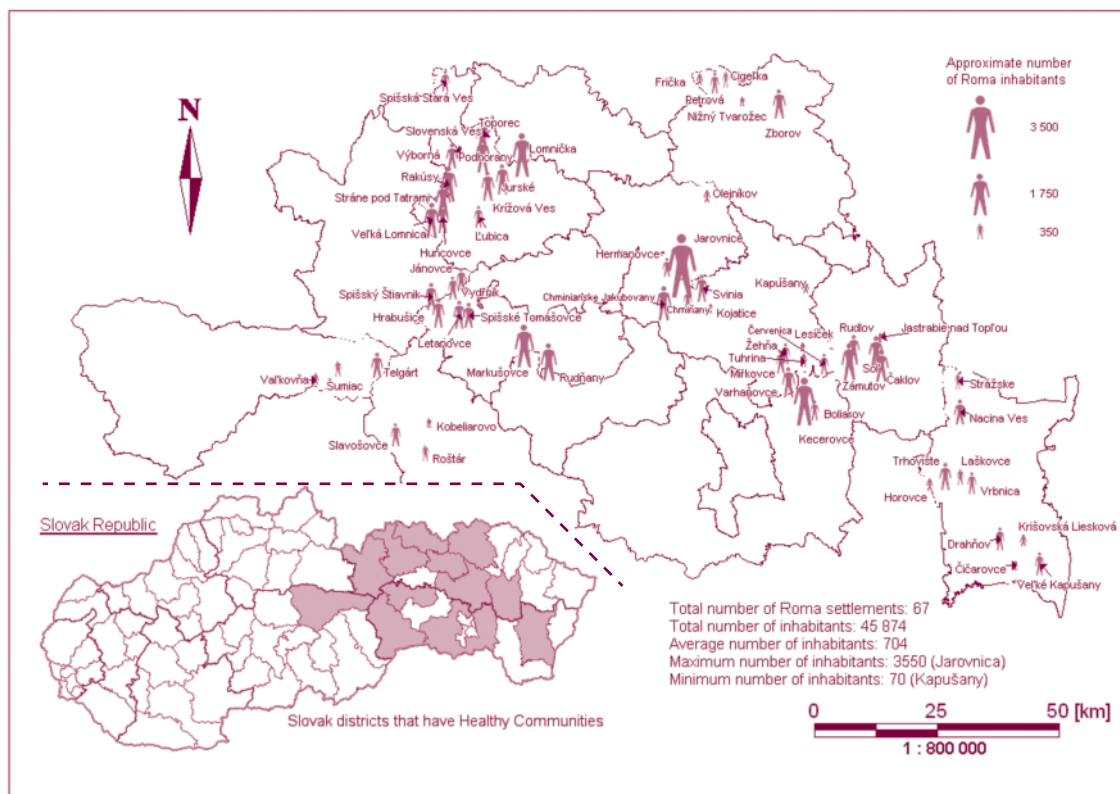 N
Approximate number
of Roma inhabitants
3 500
1 750
350
Spišská Stará Ves
Frička
Cigeľka
Petrová
Nižný Tvarožec
Zborov
Toporec
Slovenská Ves
Lomnička
Výborná
Podhorany
Rakúsy
Jurské
Stráne pod Tatrami
Krížová Ves
Veľká Lomnica
Ľubica
Huncovce
Olejníkov
Jarovnice
Hermanovce
Jánovce
Vydrník
Spišský Štiavnik
Svinia
Kapušany
Chminianske Jakubovany
Chmiňany
Kojatice
Hrabušice
Spišské Tomášovce
Letanovce
Červenica
Lesíček
Rudlov
Jastrabie nad Topľou
Žehňa
Tuhrina
Soľ
Mirkovce
Čaklov
Zámutov
Markušovce
Rudňany
Varhaňovce
Boliarov
Kecerovce
Strážske
Nacina Ves
Vaľkovňa
Šumiac
Telgárt
Kobeliarovo
Slavošovče
Roštár
Trhovište
Laškovce
Horovce
Vrbnica
Krišovská Liesková
Drahňov
Čičarovce
Veľké Kapušany
Slovak Republic
Slovak districts that have Healthy Communities
Total number of Roma settlements: 67
Total number of inhabitants: 45 874
Average number of inhabitants: 704
Maximum number of inhabitants: 3550 (Jarovnica)
Minimum number of inhabitants: 70 (Kapušany)
0 25 50 [km]
1 : 800 000